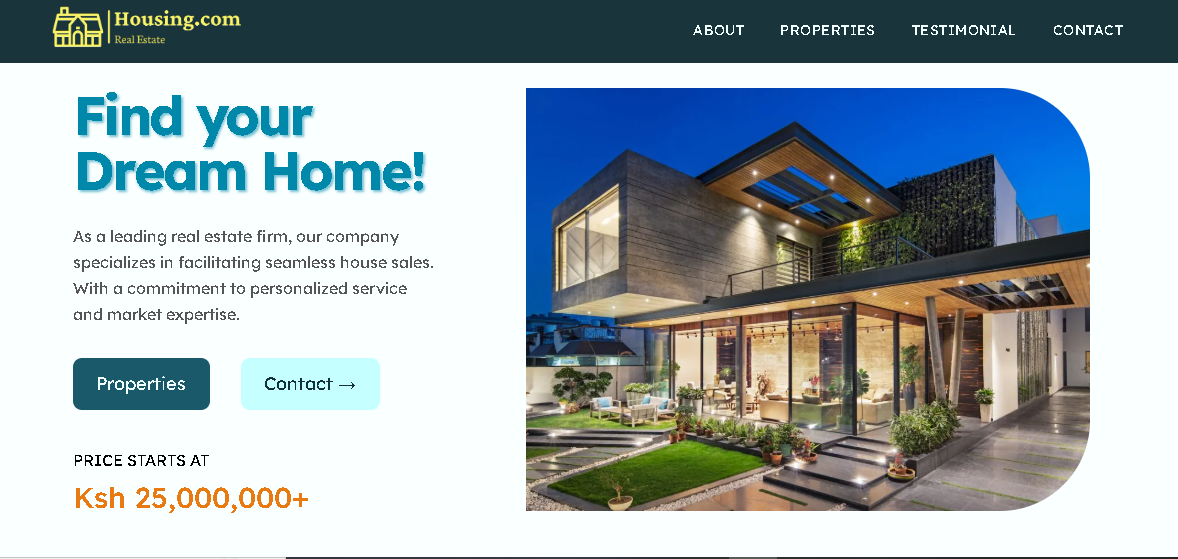 Housing.com
Real Estate
ABOUT PROPERTIES TESTIMONIAL CONTACT
Find your
Dream Home!
As a leading real estate firm, our company
specializes in facilitating seamless house sales.
With a commitment to personalized service
and market expertise.
Properties Contact →
PRICE STARTS AT
Ksh 25,000,000+